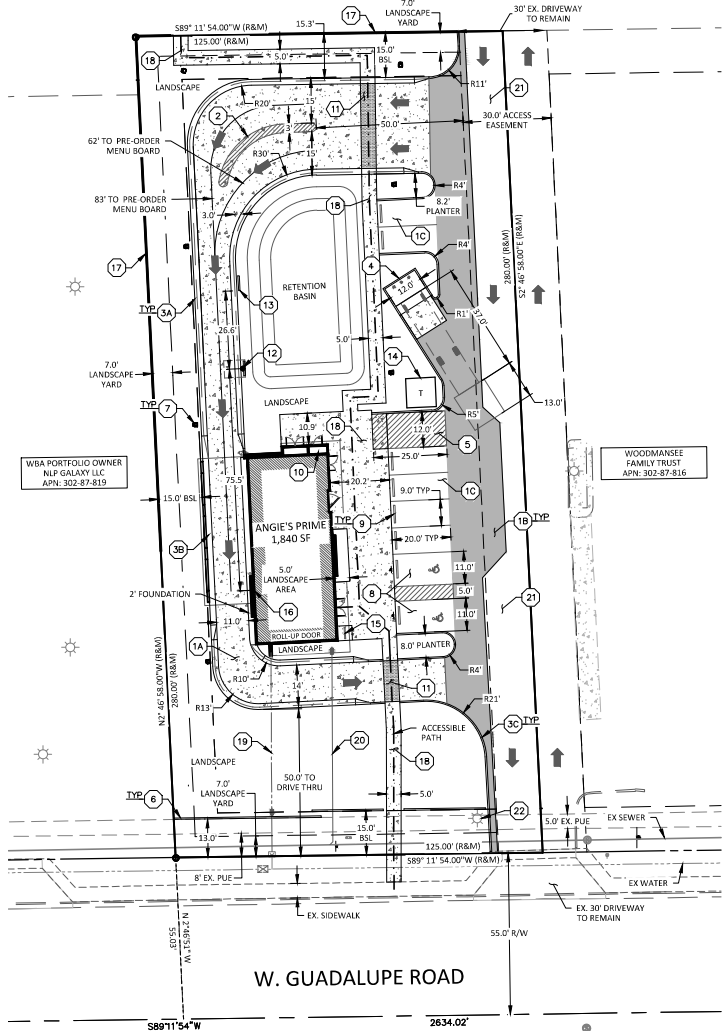 7.0'
LANDSCAPE
YARD
17
30' EX. DRIVEWAY
TO REMAIN
S89° 11' 54.00"W (R&M)
125.00' (R&M)
15.3'
15.0'
BSL
18
5.0'
LANDSCAPE
R20'
15'
11
R11'
21
2
3'
50.0'
30.0' ACCESS
EASEMENT
62' TO PRE-ORDER
MENU BOARD
R30'
15'
R4'
83' TO PRE-ORDER
MENU BOARD
18
8.2'
PLANTER
3.0'
1C
R4'
17
4
280.00' (R&M)
S2° 46' 58.00"E (R&M)
12.0'
RETENTION
BASIN
13
TYP
3A
R1'
37.0'
26.6'
5.0'
14
12
13.0'
7.0'
LANDSCAPE
YARD
T
LANDSCAPE
TYP
7
R5'
10.9'
18
12.0'
5
WBA PORTFOLIO OWNER
NLP GALAXY LLC
APN: 302-87-819
10
25.0'
WOODMANSEE
FAMILY TRUST
APN: 302-87-816
75.5'
20.2'
1C
15.0' BSL
9.0' TYP
ANGIE'S PRIME
1,840 SF
TYP
9
1B
TYP
20.0' TYP
3B
5.0'
LANDSCAPE
AREA
11.0'
8
5.0'
2' FOUNDATION
16
21
11.0'
11.0'
15
ROLL-UP DOOR
1A
LANDSCAPE
8.0' PLANTER
R4'
N2° 46' 58.00"W (R&M)
280.00' (R&M)
R10'
14'
11
R13'
R21'
3C
TYP
19
20
ACCESSIBLE
PATH
LANDSCAPE
18
50.0' TO
DRIVE THRU
7.0'
LANDSCAPE
YARD
5.0'
TYP
6
22
13.0'
15.0'
BSL
5.0' EX. PUE
EX SEWER
125.00' (R&M)
S89° 11' 54.00"W (R&M)
8' EX. PUE
EX WATER
EX. SIDEWALK
EX. 30' DRIVEWAY
TO REMAIN
N 2°46'51" W
55.03'
55.0' R/W
W. GUADALUPE ROAD
S89°11'54"W
2634.02'